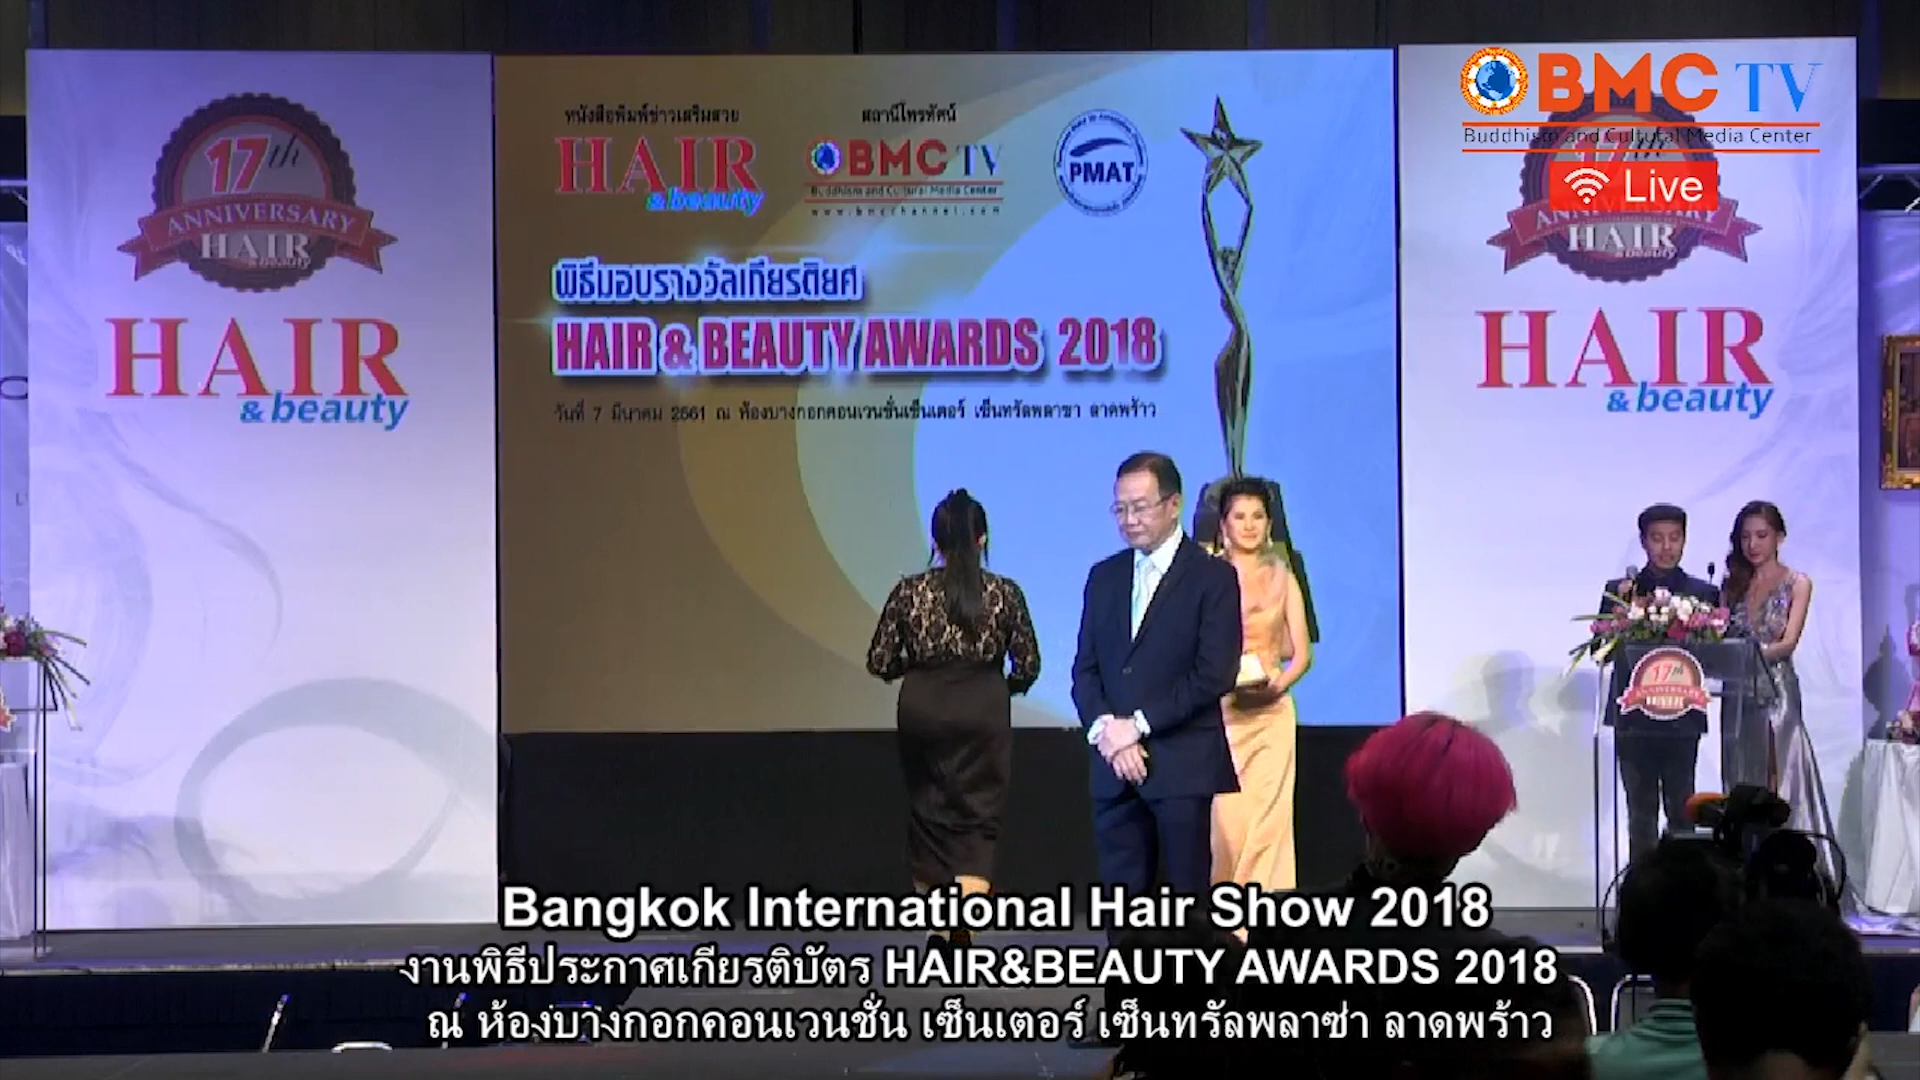 17th
ANNIVERSARY
HAIR
& beauty
HAIR
& beauty
หนังสือพิมพ์ข่าวเสริมสวย
HAIR
& beauty
สถานีโทรทัศน์
BMC TV
Buddhism and Cultural Media Center
www.bmcchannel.com
PMAT
พิธีมอบรางวัลเกียรติยศ
HAIR & BEAUTY AWARDS 2018
วันที่ 7 มีนาคม 2561 ณ ห้องบางกอกคอนเวนชั่นเซ็นเตอร์ เซ็นทรัลพลาซา ลาดพร้าว
BMC TV
Buddhism and Cultural Media Center
Live
17th
ANNIVERSARY
HAIR
& beauty
HAIR
& beauty
17th
ANNIVERSARY
HAIR
Bangkok International Hair Show 2018
งานพิธีประกาศเกียรติบัตร HAIR&BEAUTY AWARDS 2018
ณ ห้องบางกอกคอนเวนชั่น เซ็นเตอร์ เซ็นทรัลพลาซ่า ลาดพร้าว